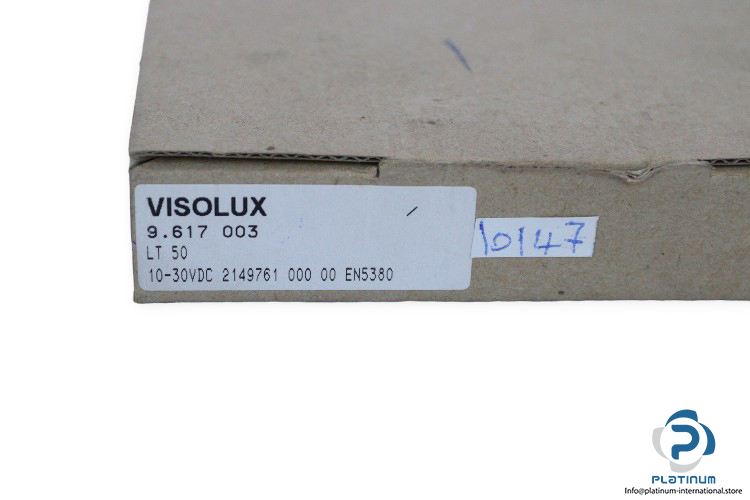 VISOLUX
9.617 003
LT 50
10-30VDC 2149761 000 00 EN5380
10147
PLATINUM
Info@platinum-international.store